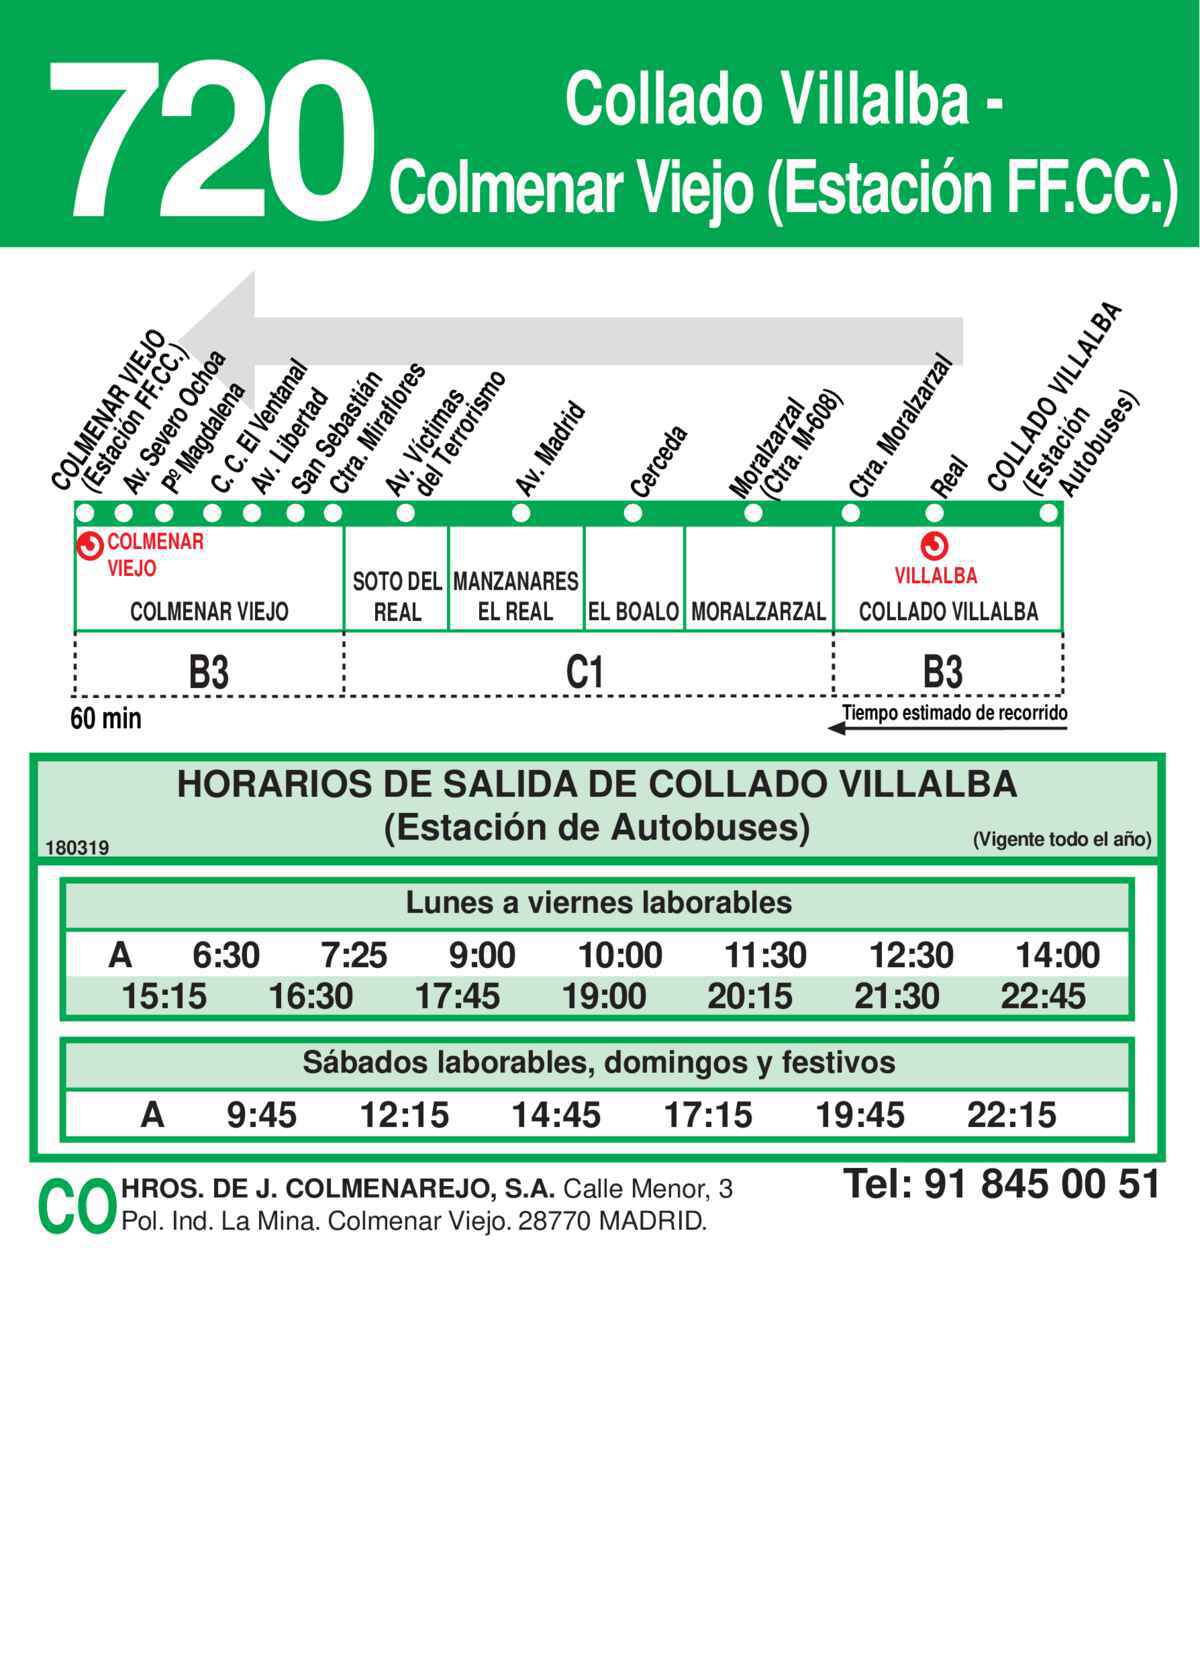 720
Collado Villalba -
Colmenar Viejo (Estación FF.CC.)
COLMENAR VIEJO
(Estación FF.CC.)
Av. Severo Ochoa
Pº Magdalena
C. C. El Ventanal
Av. Libertad
San Sebastián
Ctra. Miraflores
Av. Víctimas
del Terrorismo
Av. Madrid
Cerceda
Moralzarzal
(Ctra. M-608)
Ctra. Moralzarzal
Real
COLLADO VILLALBA
(Estación
Autobuses)
COLMENAR
VIEJO
VILLALBA
COLMENAR VIEJO
SOTO DEL
REAL
MANZANARES
EL REAL
EL BOALO
MORALZARZAL
COLLADO VILLALBA
B3 C1 B3
60 min
Tiempo estimado de recorrido
HORARIOS DE SALIDA DE COLLADO VILLALBA
(Estación de Autobuses)
180319
(Vigente todo el año)
Lunes a viernes laborables
A 6:30 7:25 9:00 10:00 11:30 12:30 14:00
15:15 16:30 17:45 19:00 20:15 21:30 22:45
Sábados laborables, domingos y festivos
A 9:45 12:15 14:45 17:15 19:45 22:15
CO
HROS. DE J. COLMENAREJO, S.A. Calle Menor, 3
Pol. Ind. La Mina. Colmenar Viejo. 28770 MADRID.
Tel: 91 845 00 51